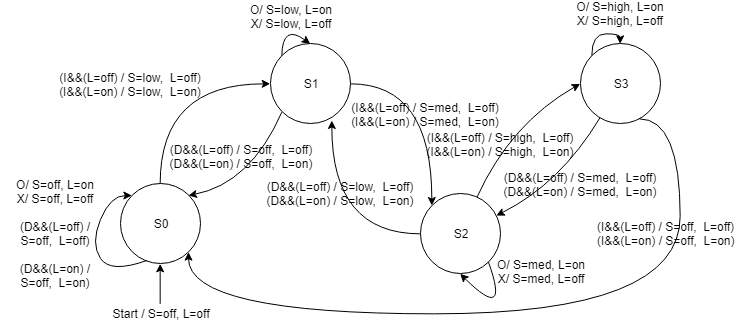 O/ S=low, L=on
X/ S=low, L=off
O/ S=high, L=on
X/ S=high, L=off
S1
S3
(I&&(L=off) / S=low,  L=off)
(I&&(L=on) / S=low,  L=on)
(I&&(L=off) / S=med,  L=off)
(I&&(L=on) / S=med,  L=on)
(I&&(L=off) / S=high,  L=off)
(I&&(L=on) / S=high,  L=on)
(D&&(L=off) / S=off,  L=off)
(D&&(L=on) / S=off,  L=on)
(D&&(L=off) / S=low,  L=off)
(D&&(L=on) / S=low,  L=on)
(D&&(L=off) / S=med,  L=off)
(D&&(L=on) / S=med,  L=on)
O/ S=off, L=on
X/ S=off, L=off
S0
S2
(D&&(L=off) /
S=off,  L=off)
(D&&(L=on) /
S=off,  L=on)
(I&&(L=off) / S=off,  L=off)
(I&&(L=on) / S=off,  L=on)
O/ S=med, L=on
X/ S=med, L=off
Start / S=off, L=off